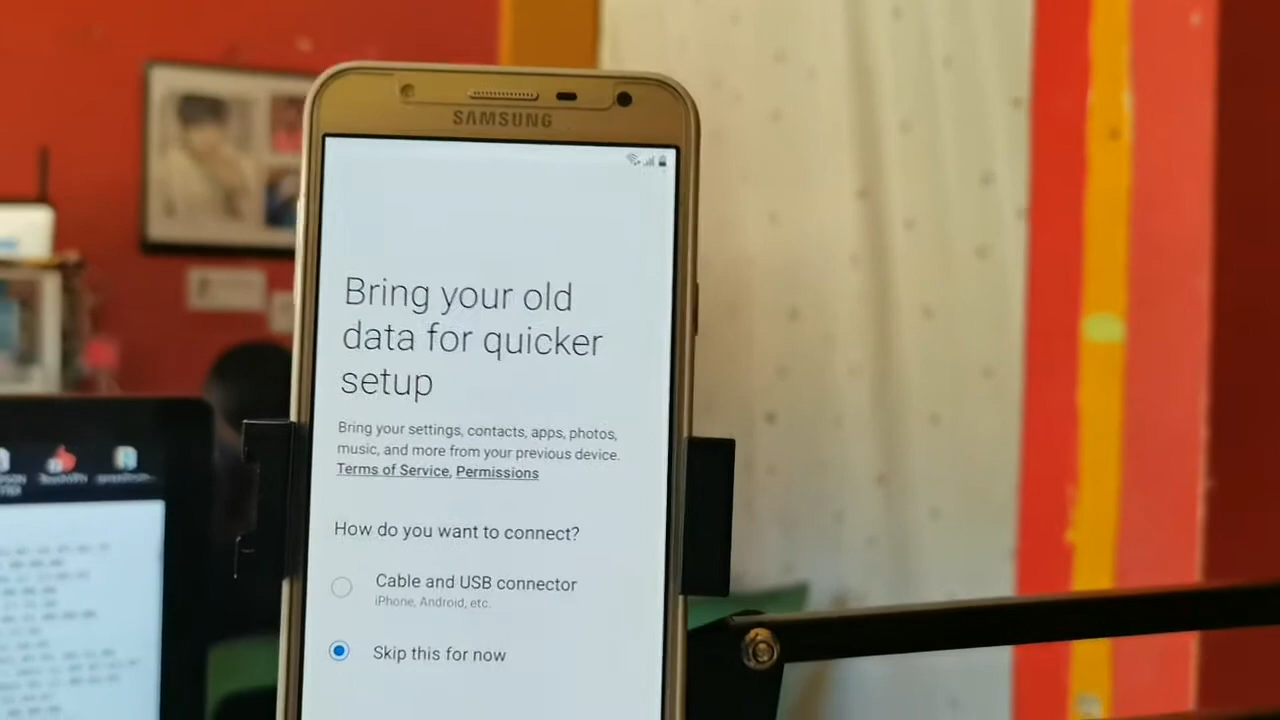 SAMSUNG
Bring your old
data for quicker
setup
Bring your settings, contacts, apps, photos,
music, and more from your previous device.
Terms of Service, Permissions
How do you want to connect?
Cable and USB connector
iPhone, Android, etc.
Skip this for now